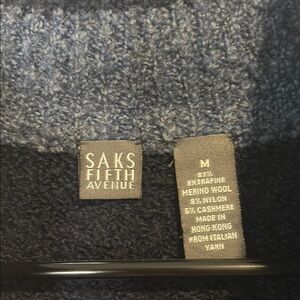 SAKS
FIFTH
AVENUE
M
87%
EXTRAFINE
MERINO WOOL
8% NYLON
5% CASHMERE
MADE IN
HONG KONG
FROM ITALIAN
YARN